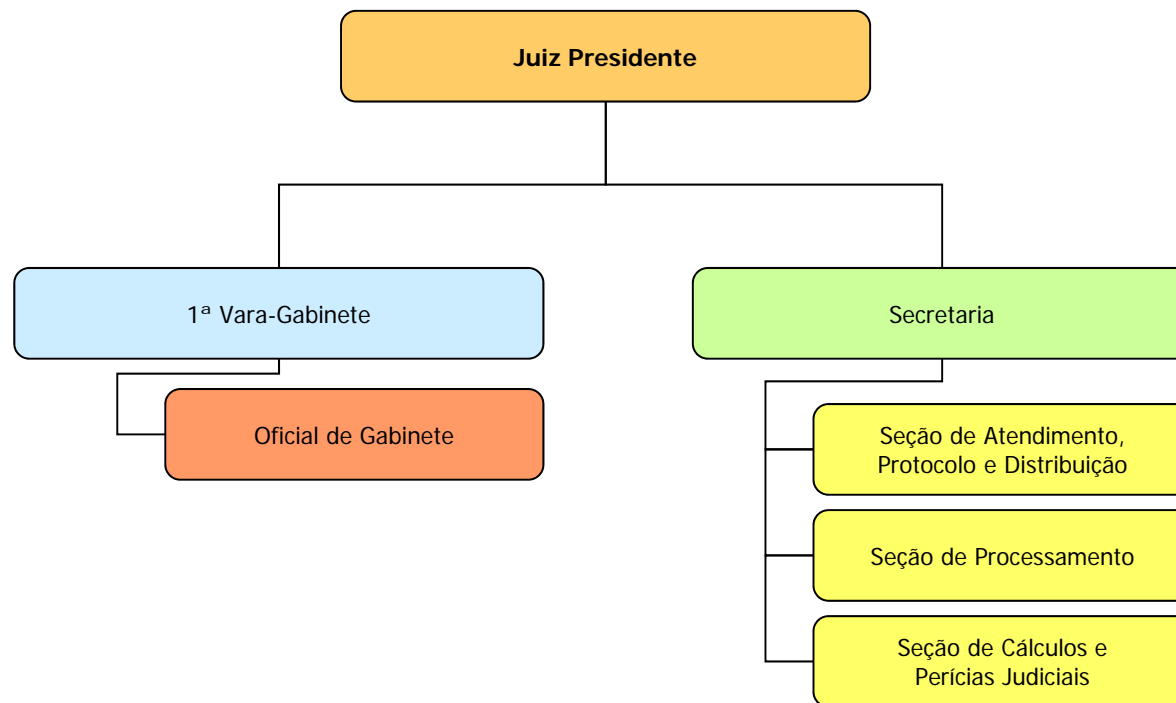 Juiz Presidente
1ª Vara-Gabinete
Secretaria
Oficial de Gabinete
Seção de Atendimento,
Protocolo e Distribuição
Seção de Processamento
Seção de Cálculos e
Perícias Judiciais